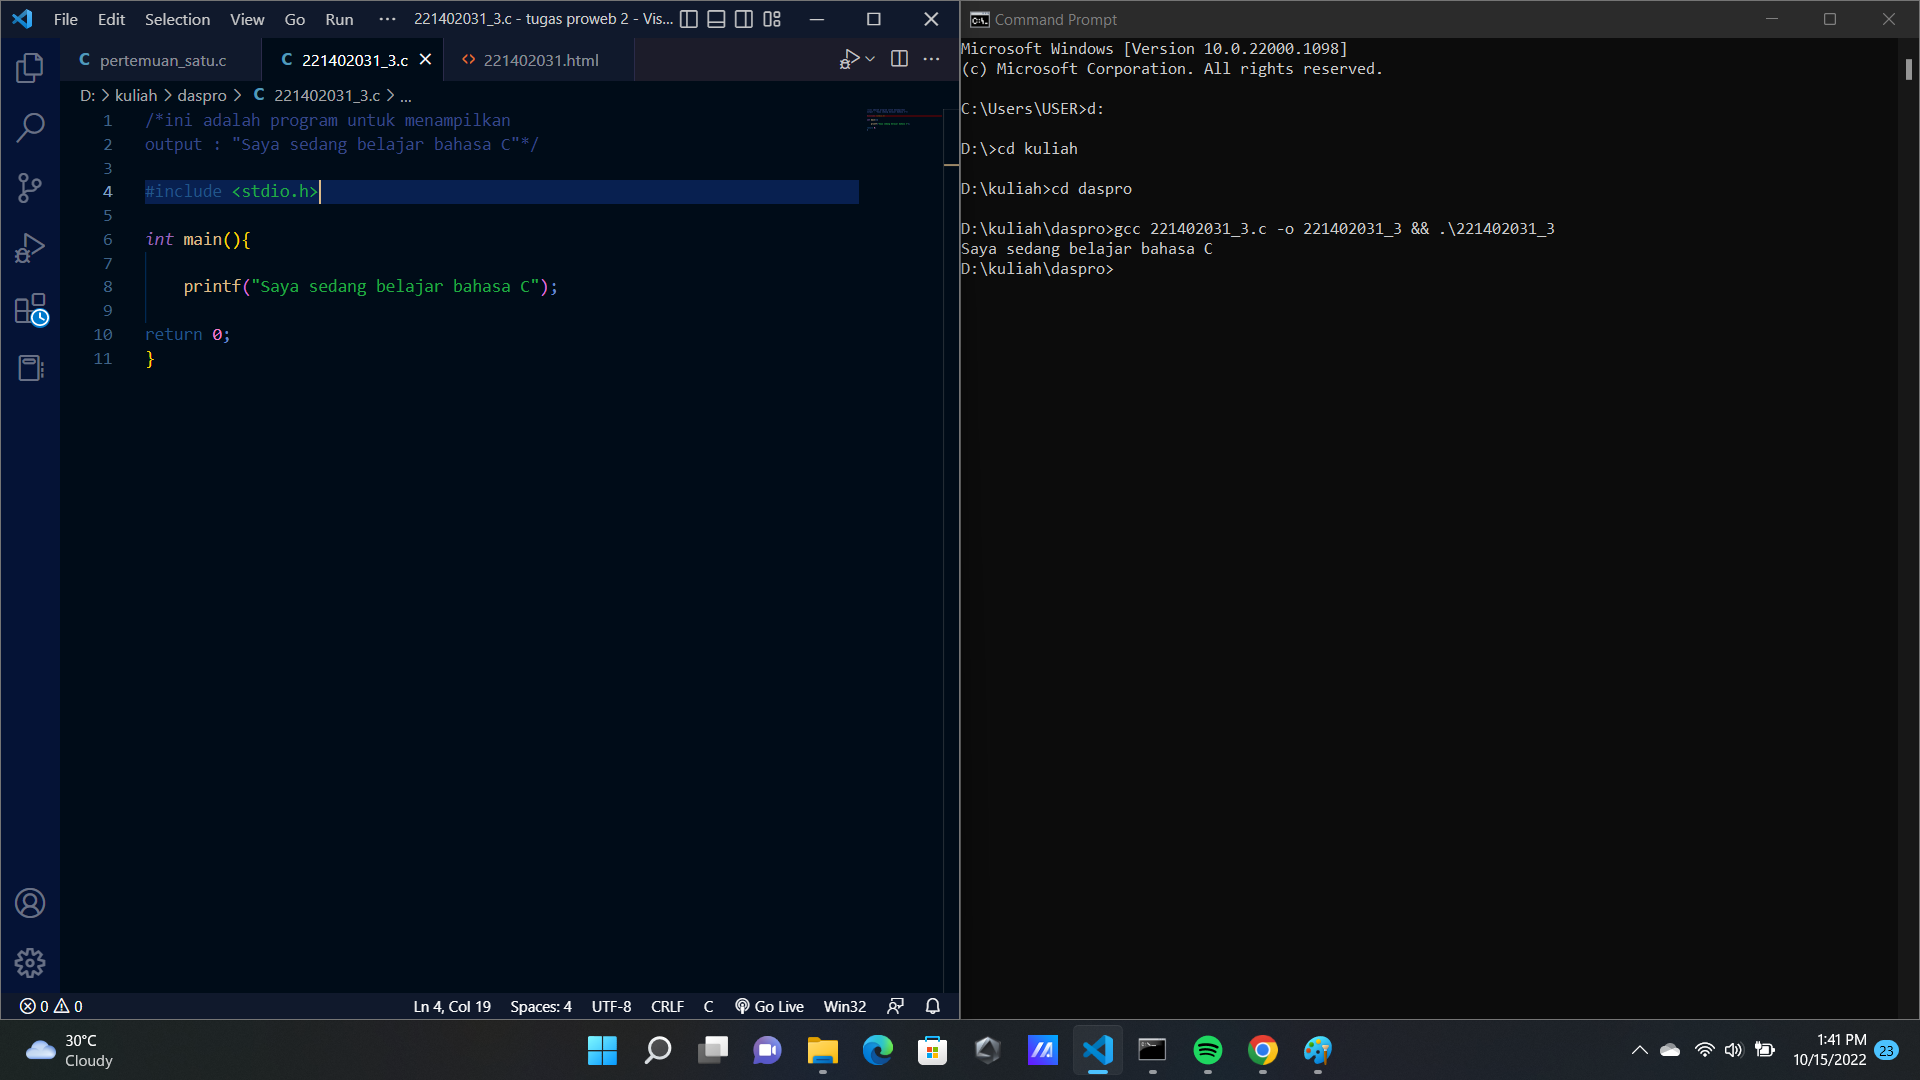 File Edit Selection View Go Run ··· 221402031_3.c - tugas proweb 2 - Vis...
C pertemuan_satu.c C 221402031_3.c <> 221402031.html
D: > kuliah > daspro > C 221402031_3.c > ...
1 /*ini adalah program untuk menampilkan
2 output : "Saya sedang belajar bahasa C"*/
3
4 #include <stdio.h>
5
6 int main(){
7
8 printf("Saya sedang belajar bahasa C");
9
10 return 0;
11 }
0 0 Ln 4, Col 19 Spaces: 4 UTF-8 CRLF C Go Live Win32
Command Prompt
Microsoft Windows [Version 10.0.22000.1098]
(c) Microsoft Corporation. All rights reserved.
C:\Users\USER>d:
D:\>cd kuliah
D:\kuliah>cd daspro
D:\kuliah\daspro>gcc 221402031_3.c -o 221402031_3 && .\221402031_3
Saya sedang belajar bahasa C
D:\kuliah\daspro>
30°C
Cloudy
1:41 PM
10/15/2022
23